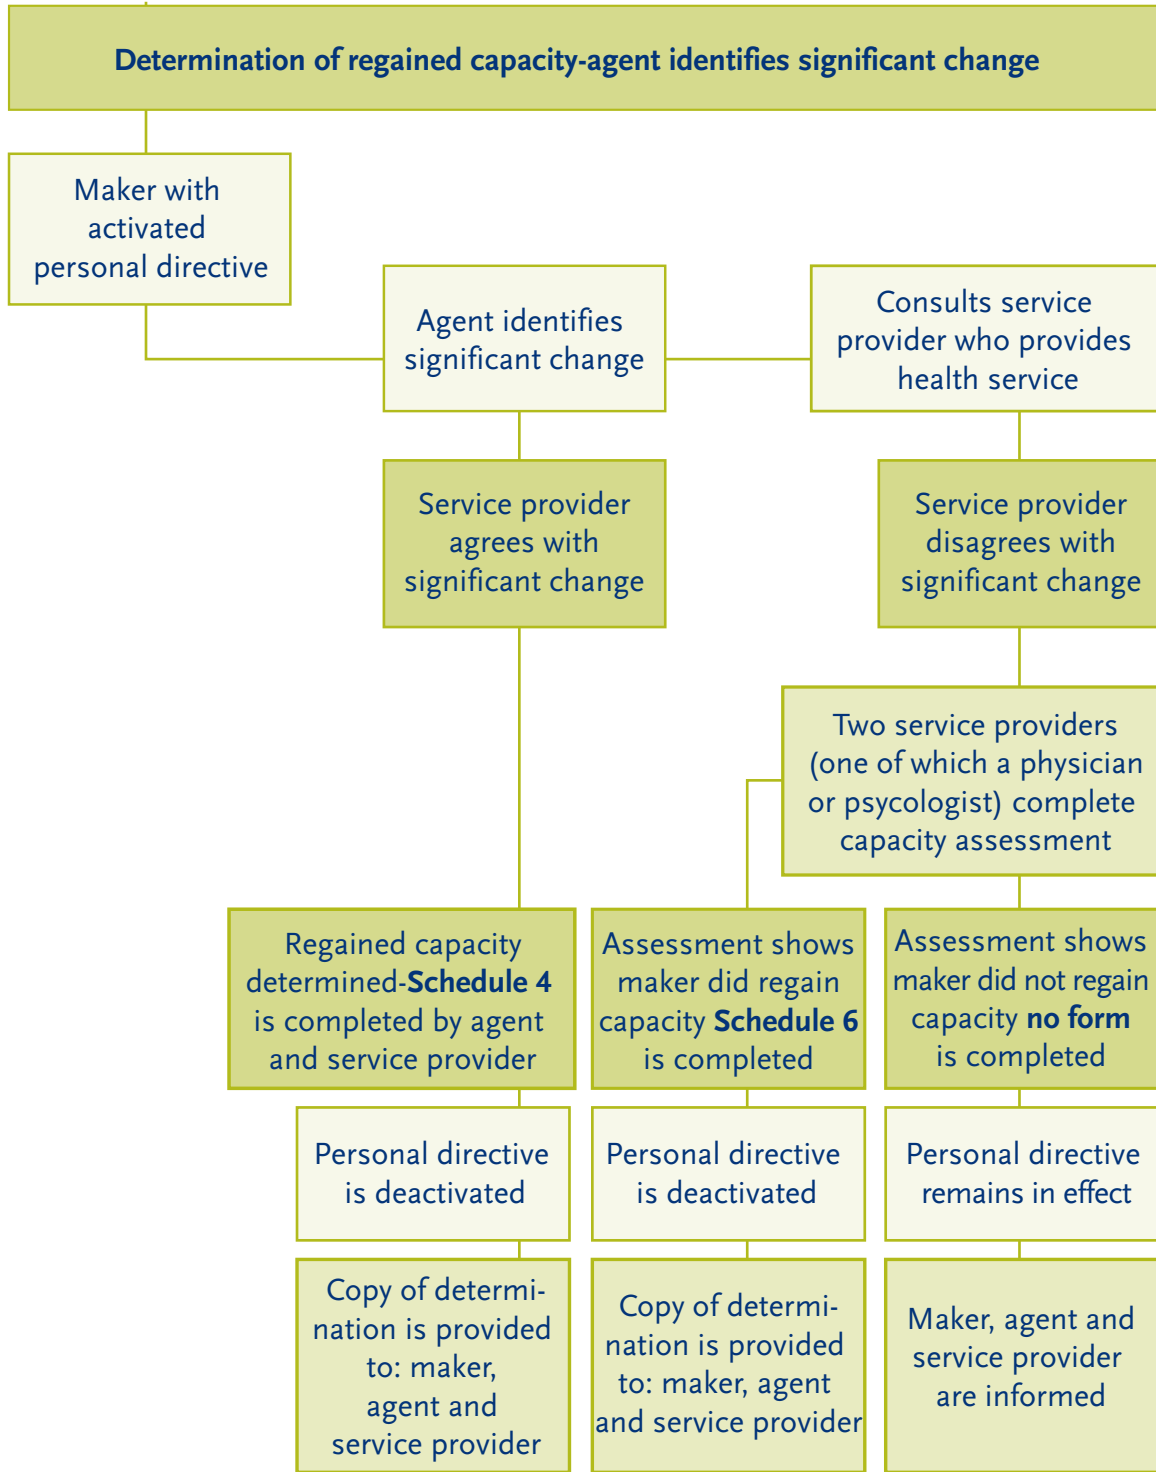 Determination of regained capacity-agent identifies significant change
Maker with
activated
personal directive
Agent identifies
significant change
Consults service
provider who provides
health service
Service provider
agrees with
significant change
Service provider
disagrees with
significant change
Two service providers
(one of which a physician
or psycologist) complete
capacity assessment
Regained capacity
determined-Schedule 4
is completed by agent
and service provider
Assessment shows
maker did regain
capacity Schedule 6
is completed
Assessment shows
maker did not regain
capacity no form
is completed
Personal directive
is deactivated
Personal directive
is deactivated
Personal directive
remains in effect
Copy of determi-
nation is provided
to: maker,
agent and
service provider
Copy of determi-
nation is provided
to: maker, agent
and service provider
Maker, agent and
service provider
are informed